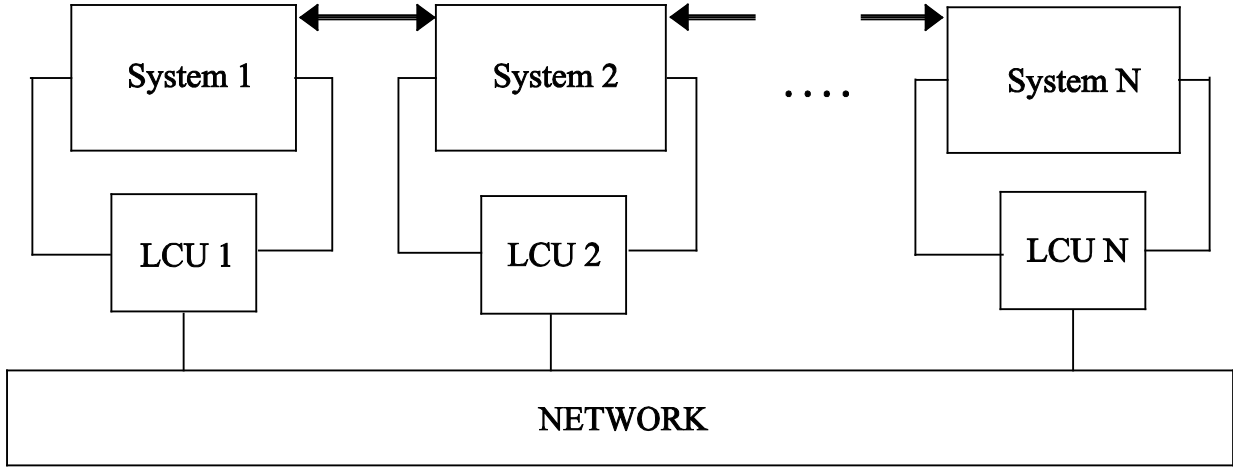 System 1
System 2
. . . .
System N
LCU 1
LCU 2
LCU N
NETWORK